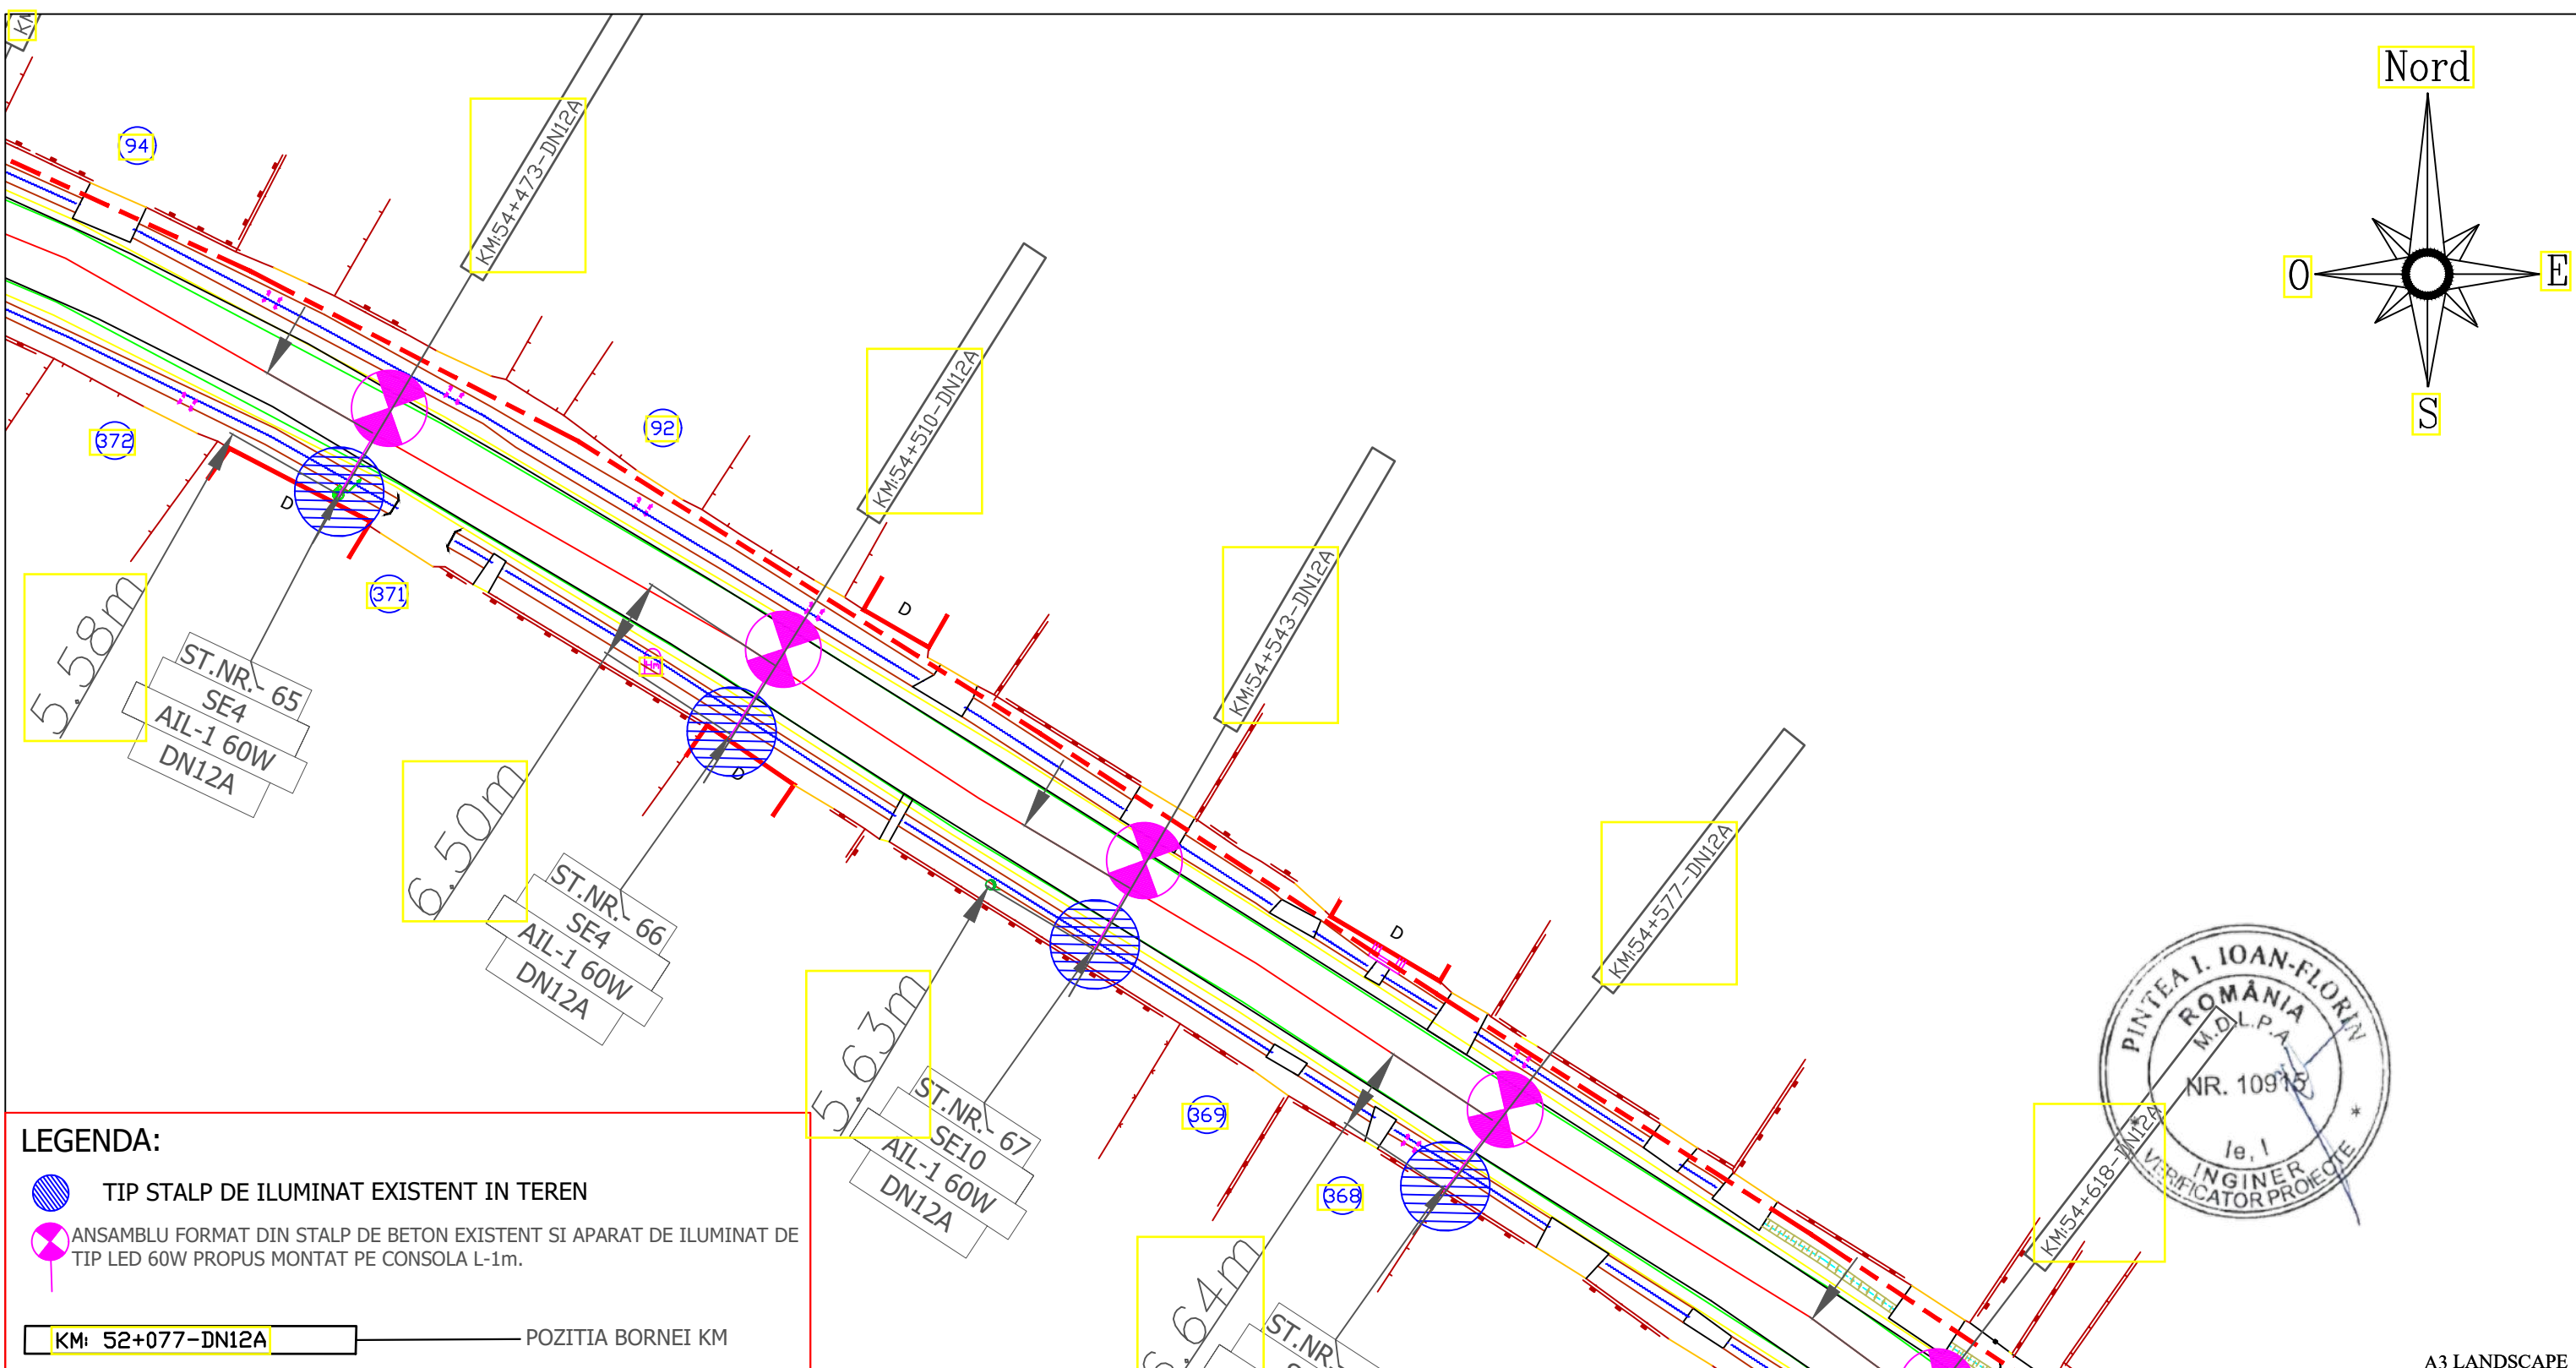 KM
Nord
O
E
S
94
KM:54+473-DN12A
372
92
KM:54+510-DN12A
D
371
D
KM:54+543-DN12A
5.58m
ST.NR.- 65
SE4
AIL-1 60W
DN12A
D
6.50m
ST.NR.- 66
SE4
AIL-1 60W
DN12A
D
KM:54+577-DN12A
5.63m
ST.NR.- 67
SE10
AIL-1 60W
DN12A
369
368
6.64m
ST.NR.
KM:54+618-DN12A
PINTEA I. IOAN-FLORIN
ROMÂNIA
M.D.L.P.A
NR. 10915
Ie, I
INGINER
VERIFICATOR PROIECTE
LEGENDA:
TIP STALP DE ILUMINAT EXISTENT IN TEREN
ANSAMBLU FORMAT DIN STALP DE BETON EXISTENT SI APARAT DE ILUMINAT DE
TIP LED 60W PROPUS MONTAT PE CONSOLA L-1m.
KM: 52+077-DN12A
POZITIA BORNEI KM
A3 LANDSCAPE